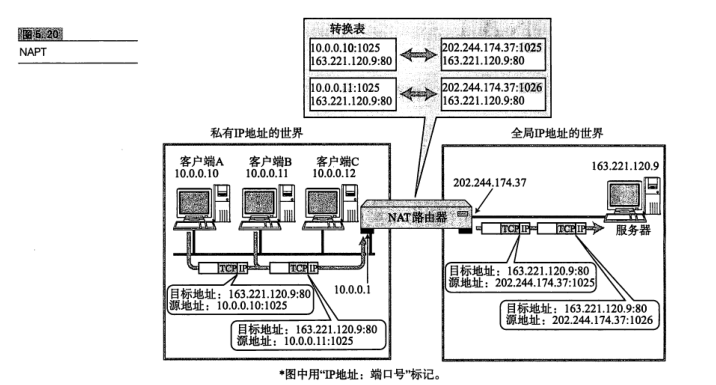 图5.20
NAPT
转换表
10.0.0.10:1025
163.221.120.9:80
202.244.174.37:1025
163.221.120.9:80
10.0.0.11:1025
163.221.120.9:80
202.244.174.37:1026
163.221.120.9:80
私有IP地址的世界
全局IP地址的世界
客户端A
10.0.0.10
客户端B
10.0.0.11
客户端C
10.0.0.12
163.221.120.9
202.244.174.37
NAT路由器
服务器
TCP IP
TCP IP
TCP IP
TCP IP
10.0.0.1
目标地址：163.221.120.9:80
源地址：10.0.0.10:1025
目标地址：163.221.120.9:80
源地址：10.0.0.11:1025
目标地址：163.221.120.9:80
源地址：202.244.174.37:1025
目标地址：163.221.120.9:80
源地址：202.244.174.37:1026
*图中用“IP地址：端口号”标记。